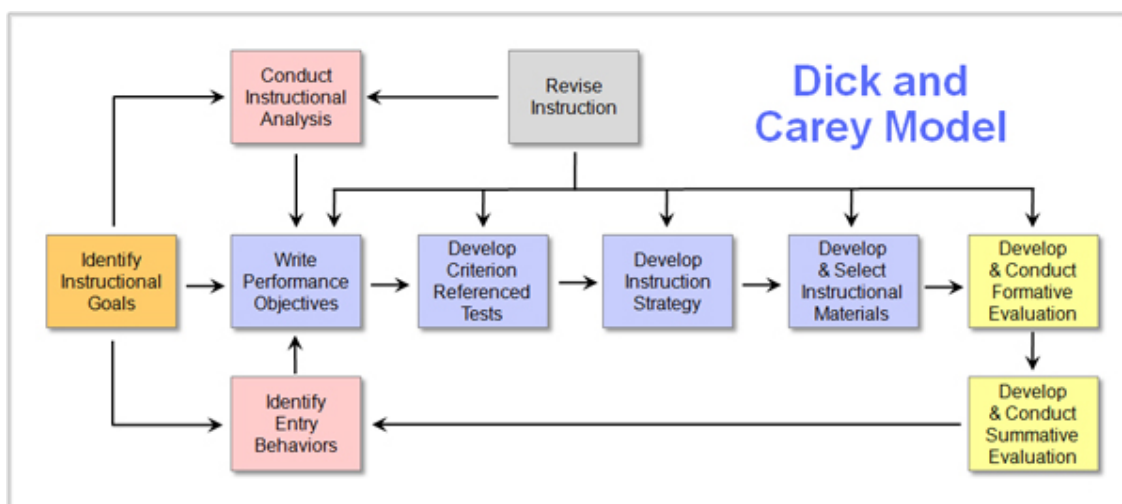 Conduct
Instructional
Analysis
Revise
Instruction
Dick and
Carey Model
Identify
Instructional
Goals
Write
Performance
Objectives
Develop
Criterion
Referenced
Tests
Develop
Instruction
Strategy
Develop
& Select
Instructional
Materials
Develop
& Conduct
Formative
Evaluation
Identify
Entry
Behaviors
Develop
& Conduct
Summative
Evaluation